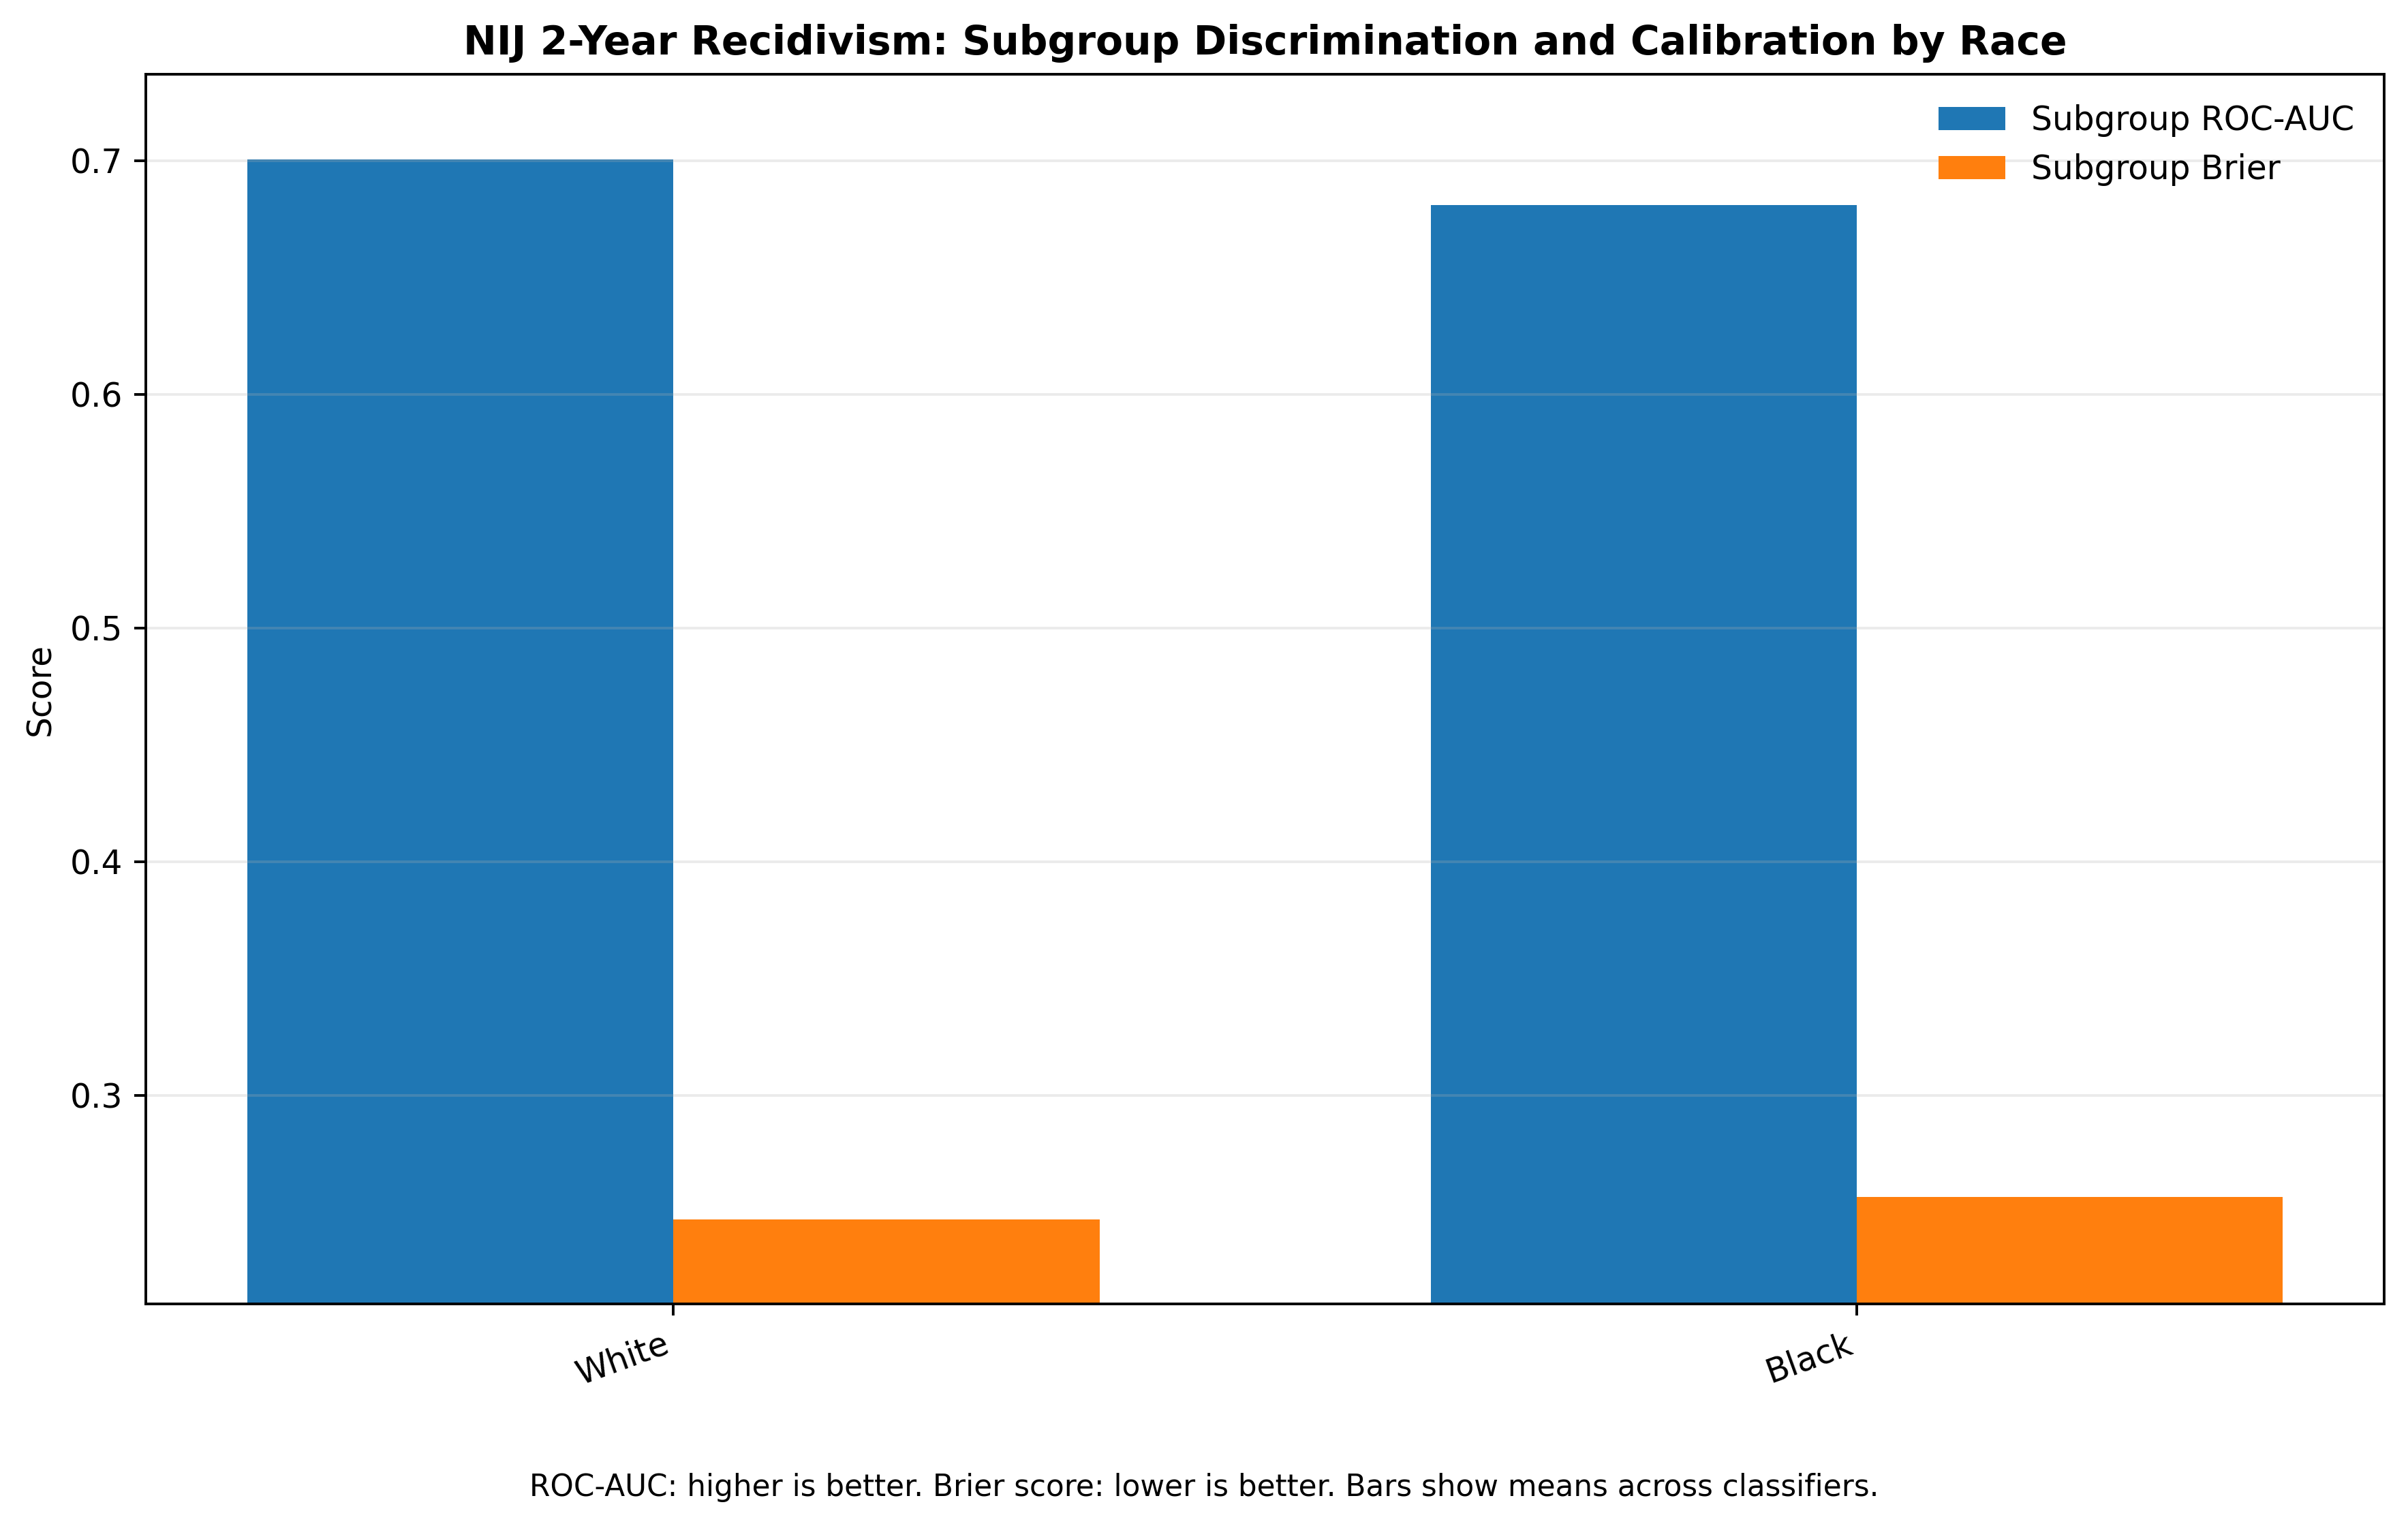 NIJ 2-Year Recidivism: Subgroup Discrimination and Calibration by Race
Subgroup ROC-AUC
Subgroup Brier
0.7
0.6
0.5
0.4
0.3
Score
White
Black
ROC-AUC: higher is better. Brier score: lower is better. Bars show means across classifiers.